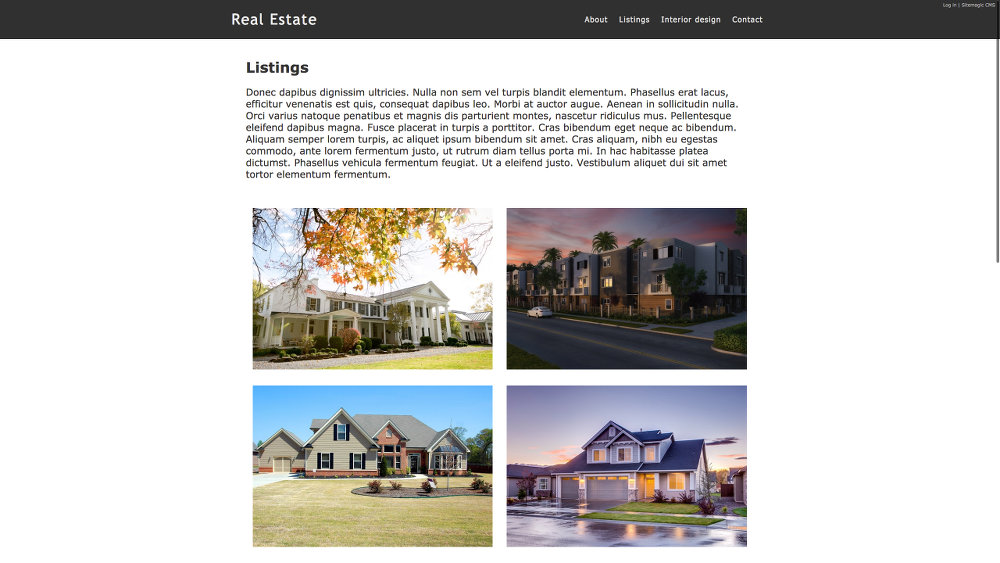 Real Estate
About Listings Interior design Contact
Log in | Sitemagic CMS
Listings
Donec dapibus dignissim ultricies. Nulla non sem vel turpis blandit elementum. Phasellus erat lacus,
efficitur venenatis est quis, consequat dapibus leo. Morbi at auctor augue. Aenean in sollicitudin nulla.
Orci varius natoque penatibus et magnis dis parturient montes, nascetur ridiculus mus. Pellentesque
eleifend dapibus magna. Fusce placerat in turpis a porttitor. Cras bibendum eget neque ac bibendum.
Aliquam semper lorem turpis, ac aliquet ipsum bibendum sit amet. Cras aliquam, nibh eu egestas
commodo, ante lorem fermentum justo, ut rutrum diam tellus porta mi. In hac habitasse platea
dictumst. Phasellus vehicula fermentum feugiat. Ut a eleifend justo. Vestibulum aliquet dui sit amet
tortor elementum fermentum.